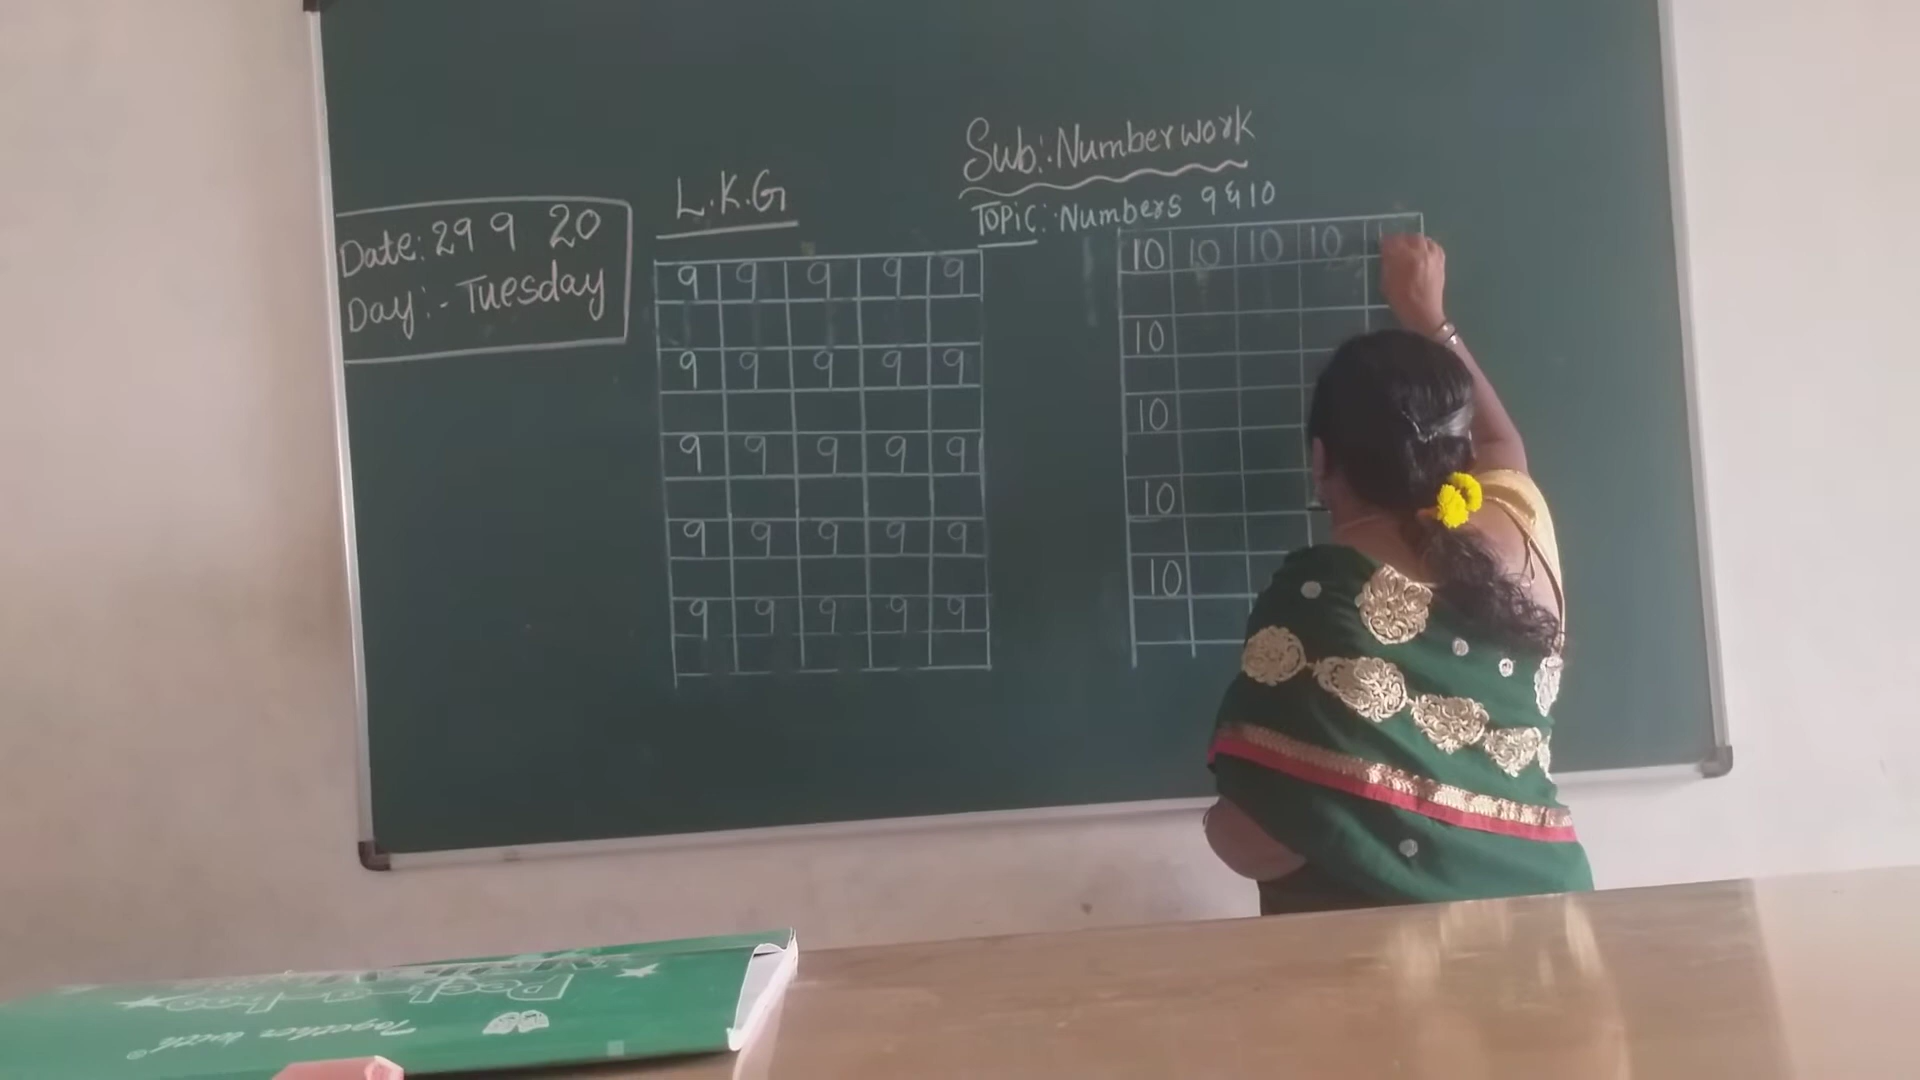 Sub:. Numberwork
L.K.G
Topic:. Numbers 9 & 10
Date: 29 9 20
Day:- Tuesday
9 9 9 9 9
9 9 9 9 9
9 9 9 9 9
9 9 9 9 9
9 9 9 9 9
10 10 10 10 1
10
10
10
10
Together with